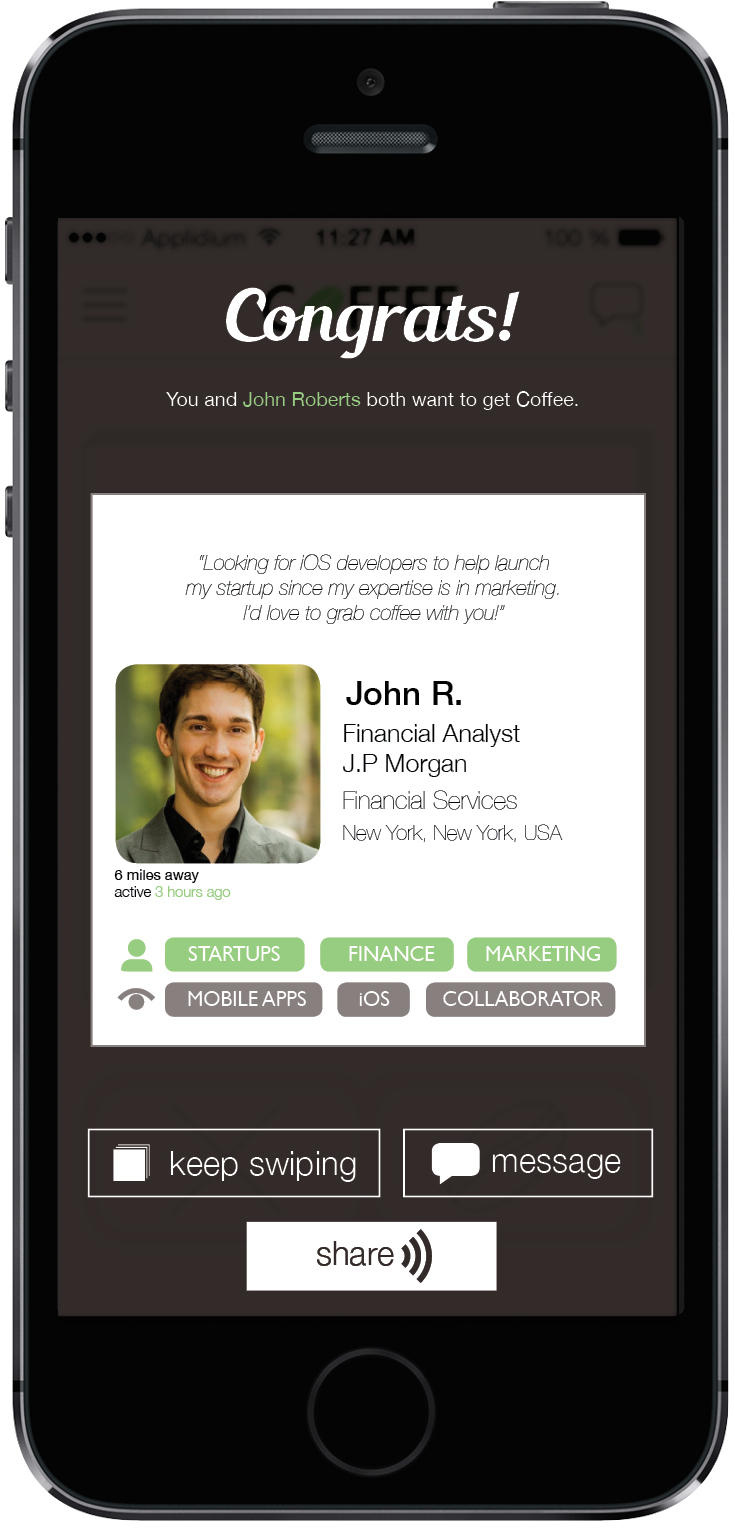 Applidium 11:27 AM 100 %
COFFEE
Congrats!
You and John Roberts both want to get Coffee.
"Looking for iOS developers to help launch
my startup since my expertise is in marketing.
I'd love to grab coffee with you!"
John R.
Financial Analyst
J.P Morgan
Financial Services
New York, New York, USA
6 miles away
active 3 hours ago
STARTUPS FINANCE MARKETING
MOBILE APPS iOS COLLABORATOR
keep swiping message
share